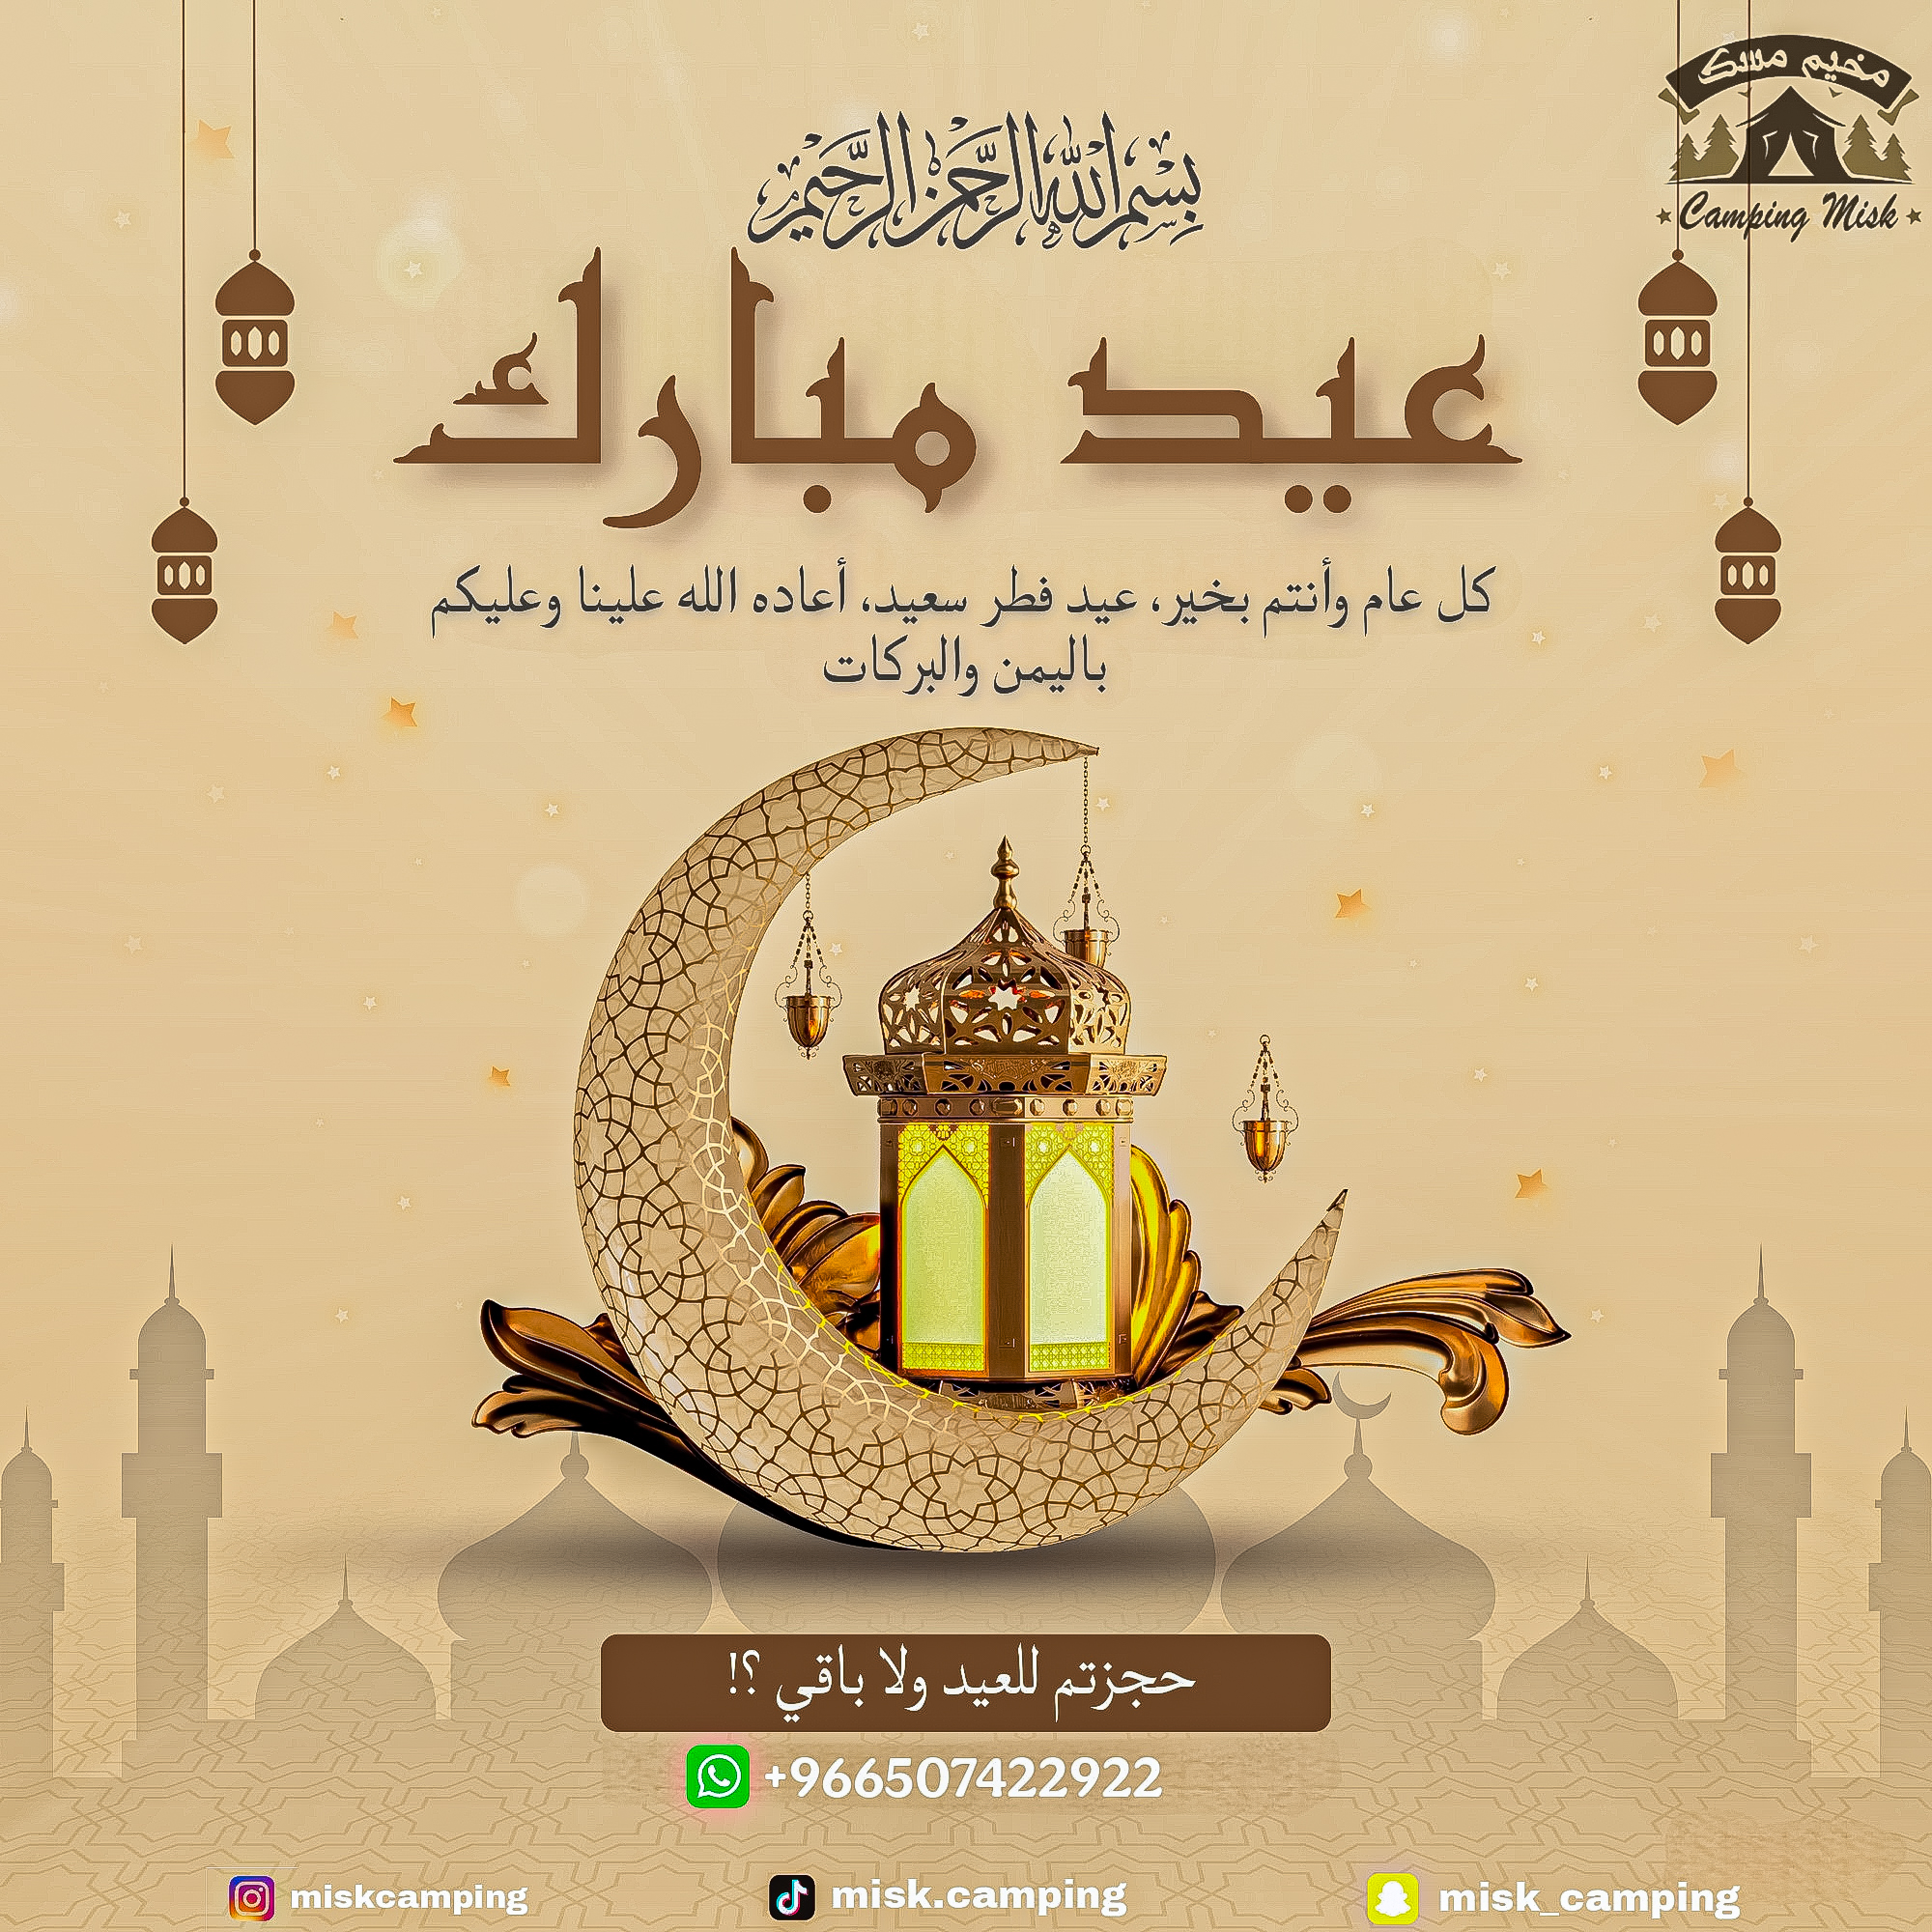 مخيم مسك
Camping Misk
بسم الله الرحمن الرحيم
عيد مبارك
كل عام وأنتم بخير، عيد فطر سعيد، أعاده الله علينا وعليكم
باليمن والبركات
حجزتم للعيد ولا باقي ؟!
+966507422922
miskcamping
misk.camping
misk_camping